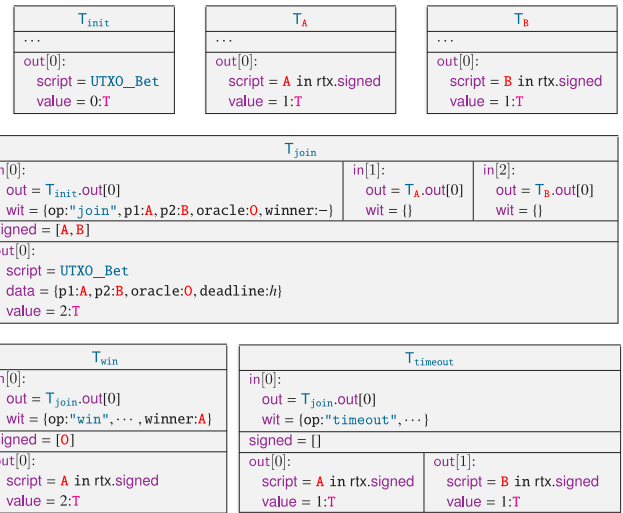 T_init
...
out[0]:
script = UTXO_Bet
value = 0:T
T_A
...
out[0]:
script = A in rtx.signed
value = 1:T
T_B
...
out[0]:
script = B in rtx.signed
value = 1:T
T_join
n[0]:
out = T_init.out[0]
wit = {op:"join", p1:A, p2:B, oracle:O, winner:−}
in[1]:
out = T_A.out[0]
wit = {}
in[2]:
out = T_B.out[0]
wit = {}
signed = [A, B]
out[0]:
script = UTXO_Bet
data = {p1:A, p2:B, oracle:O, deadline:h}
value = 2:T
T_win
n[0]:
out = T_join.out[0]
wit = {op:"win", ⋯ , winner:A}
signed = [O]
out[0]:
script = A in rtx.signed
value = 2:T
T_timeout
in[0]:
out = T_join.out[0]
wit = {op:"timeout", ⋯}
signed = []
out[0]:
script = A in rtx.signed
value = 1:T
out[1]:
script = B in rtx.signed
value = 1:T